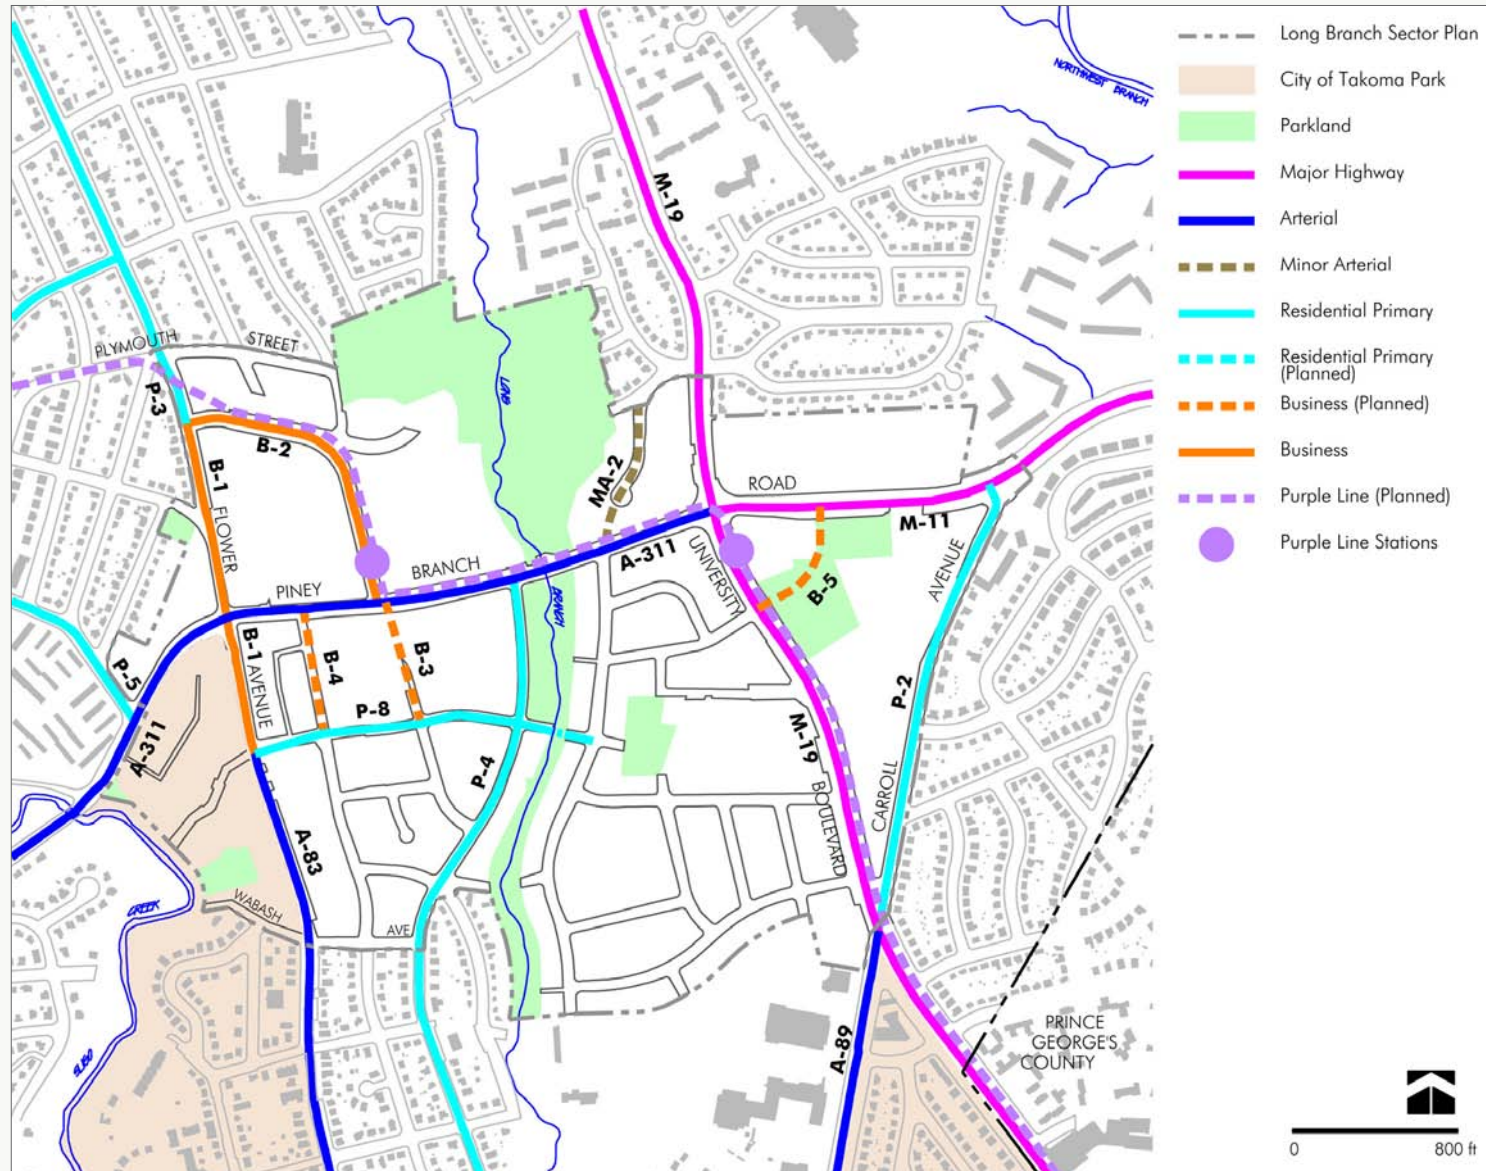 NORTHWEST BRANCH
M-19
PLYMOUTH
STREET
P-3
B-2
LONG
MA-2
B-1
FLOWER
ROAD
M-11
A-311
UNIVERSITY
BRANCH
PINEY
BRANCH
B-5
AVENUE
P-5
B-1
AVENUE
B-4
B-3
P-8
P-2
A-311
M-19
P-4
BOULEVARD
CARROLL
A-83
WABASH
AVE
CREEK
SLIGO
A-89
PRINCE
GEORGE'S
COUNTY
Long Branch Sector Plan
City of Takoma Park
Parkland
Major Highway
Arterial
Minor Arterial
Residential Primary
Residential Primary
(Planned)
Business (Planned)
Business
Purple Line (Planned)
Purple Line Stations
0
800 ft